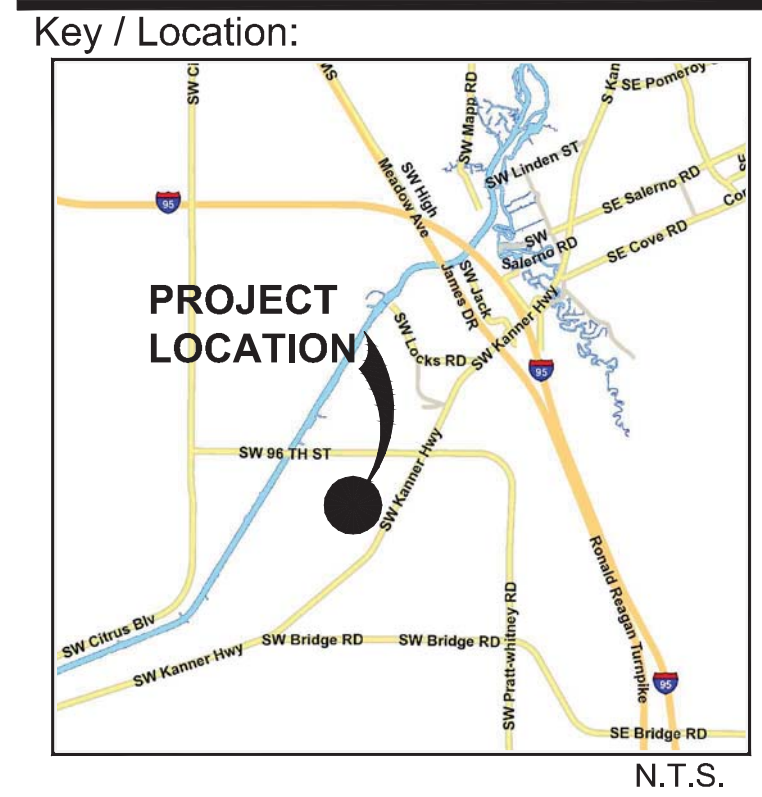 Key / Location:
SW Ci
MS
SW Mapp RD
S Kan
SE Pomeroy S
Meadow Ave
SW High
SW Linden ST
95
SE Salerno RD
Cor
SW
Salerno RD
SE Cove RD
James DR
SW Jack
PROJECT
LOCATION
SW Locks RD
SW Kanner Hwy
95
SW 96 TH ST
SW Kanner Hwy
Ronald Reagan Turnpike
SW Pratt-whitney RD
SW Citrus Blv
SW Bridge RD
SW Bridge RD
SW Kanner Hwy
95
SE Bridge RD
N.T.S.